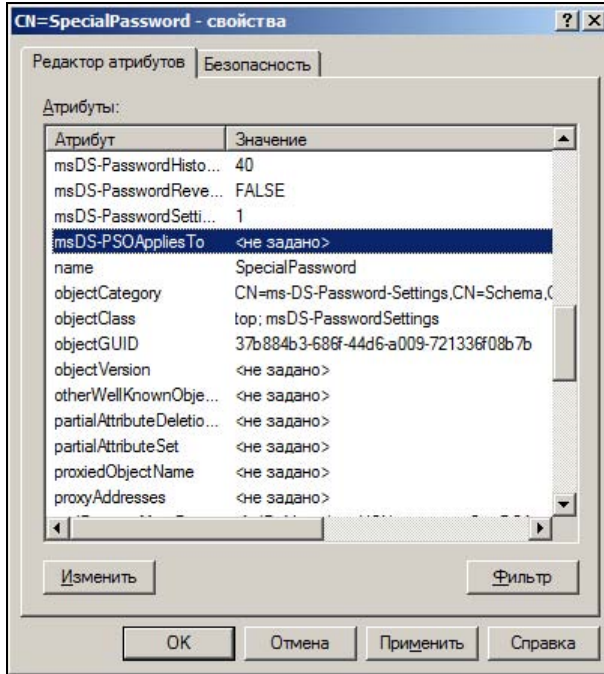 CN=SpecialPassword - свойства
Редактор атрибутов Безопасность
Атрибуты:
Атрибут Значение
msDS-PasswordHisto... 40
msDS-PasswordReve... FALSE
msDS-PasswordSetti... 1
msDS-PSOAppliesTo <не задано>
name SpecialPassword
objectCategory CN=ms-DS-Password-Settings,CN=Schema,C
objectClass top; msDS-PasswordSettings
objectGUID 37b884b3-686f-44d6-a009-721336f08b7b
objectVersion <не задано>
otherWellKnownObje... <не задано>
partialAttributeDeletio... <не задано>
partialAttributeSet <не задано>
proxiedObjectName <не задано>
proxyAddresses <не задано>
Изменить Фильтр
OK Отмена Применить Справка